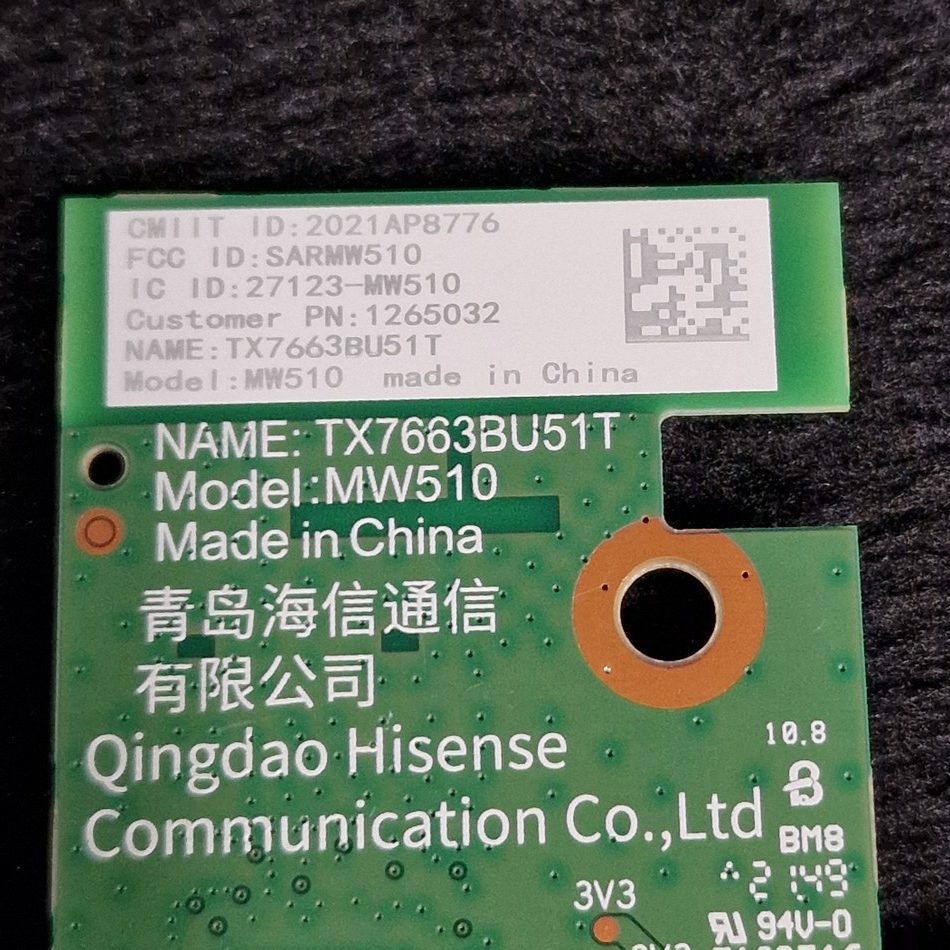 CMIIT ID:2021AP8776
FCC ID:SARMW510
IC ID:27123-MW510
Customer PN:1265032
NAME:TX7663BU51T
Model:MW510 made in China
NAME: TX7663BU51T
Model:MW510
Made in China
青岛海信通信
有限公司
Qingdao Hisense
Communication Co.,Ltd
10.8
BM8
2149
3V3
94V-0